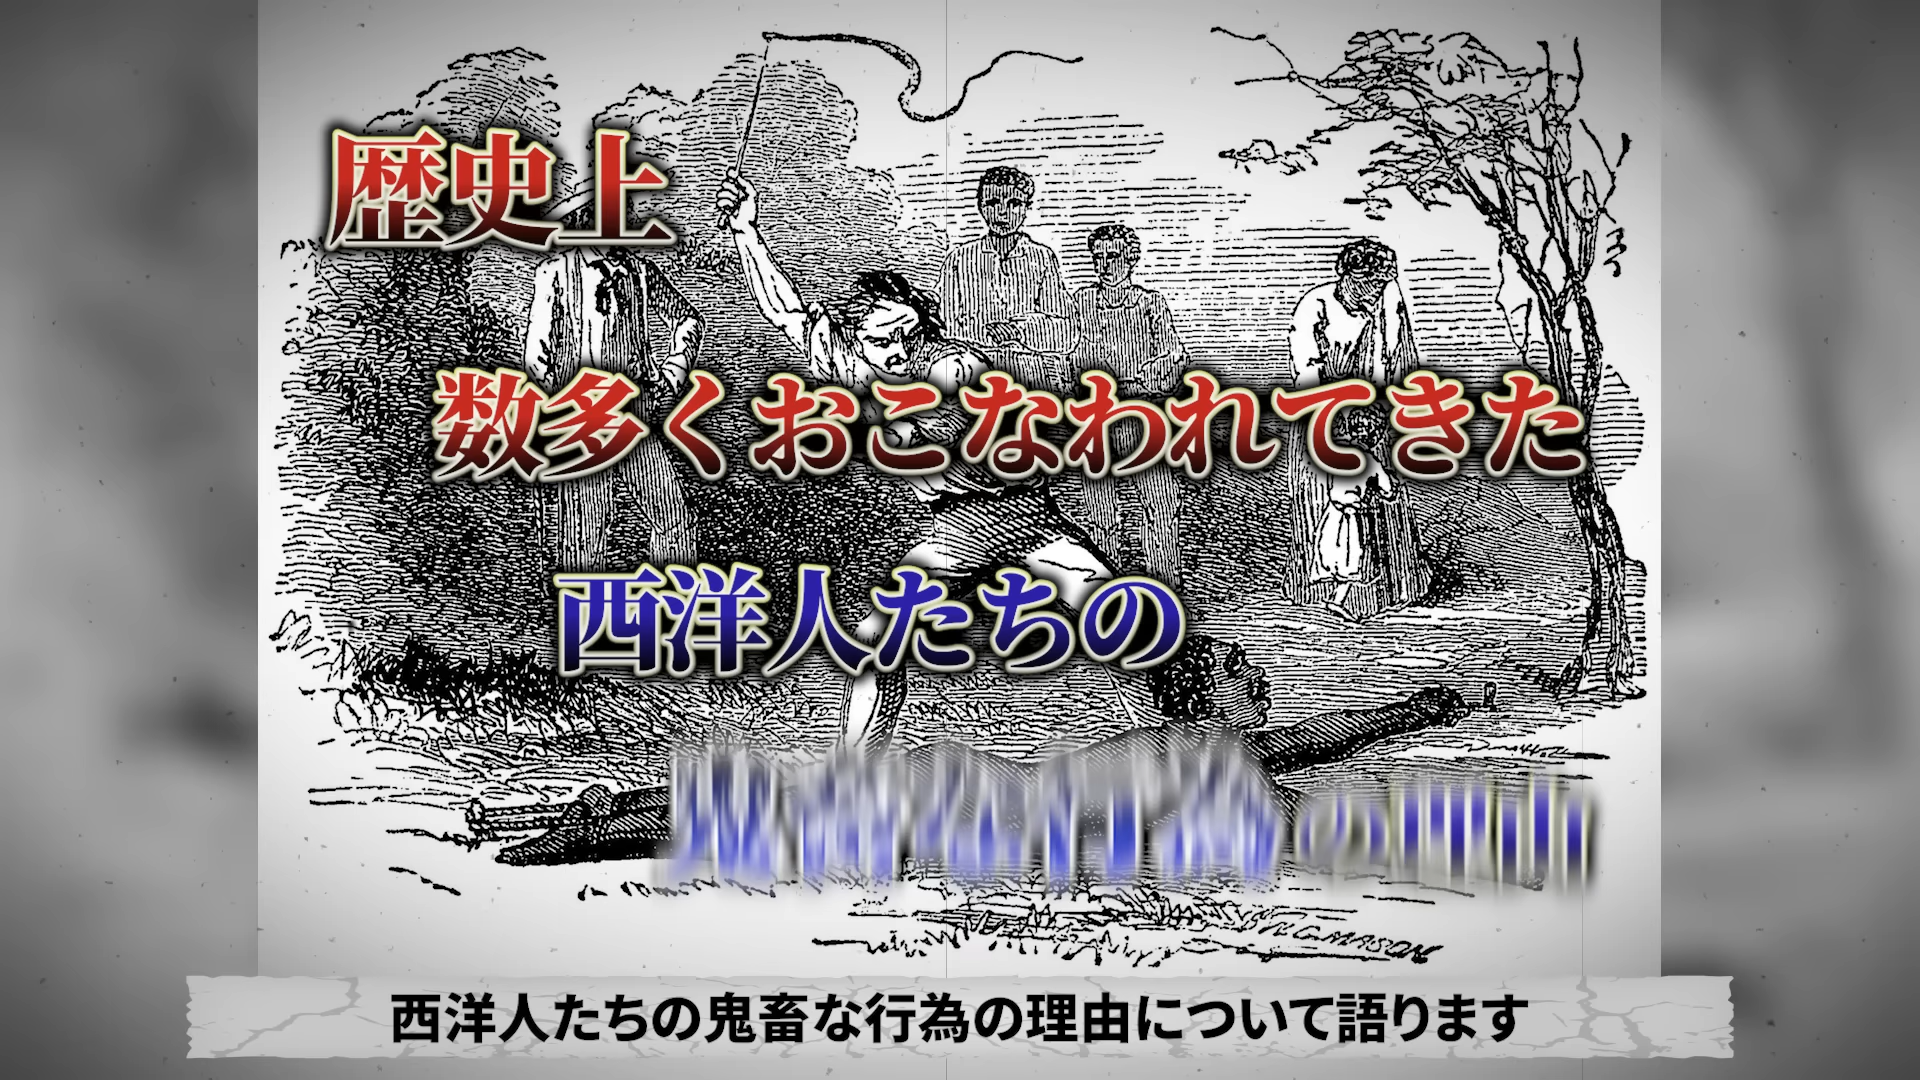 歴史上
数多くおこなわれてきた
西洋人たちの
西洋人たちの鬼畜な行為の理由について語ります